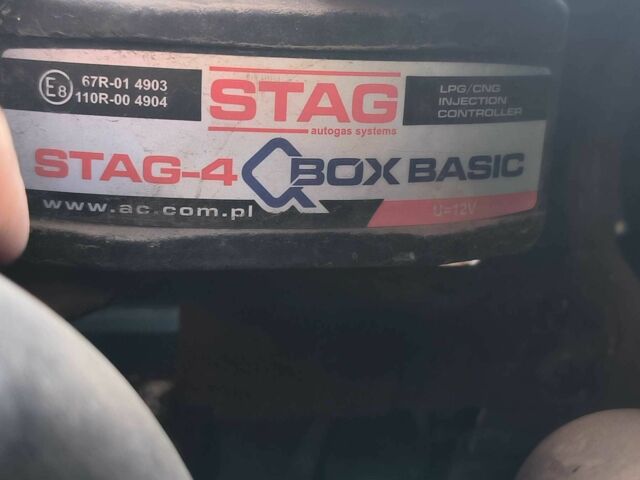 E8 67R-01 4903
110R-00 4904
STAG
autogas systems
LPG/CNG
INJECTION
CONTROLLER
STAG-4 QBOX BASIC
www.ac.com.pl
U=12V